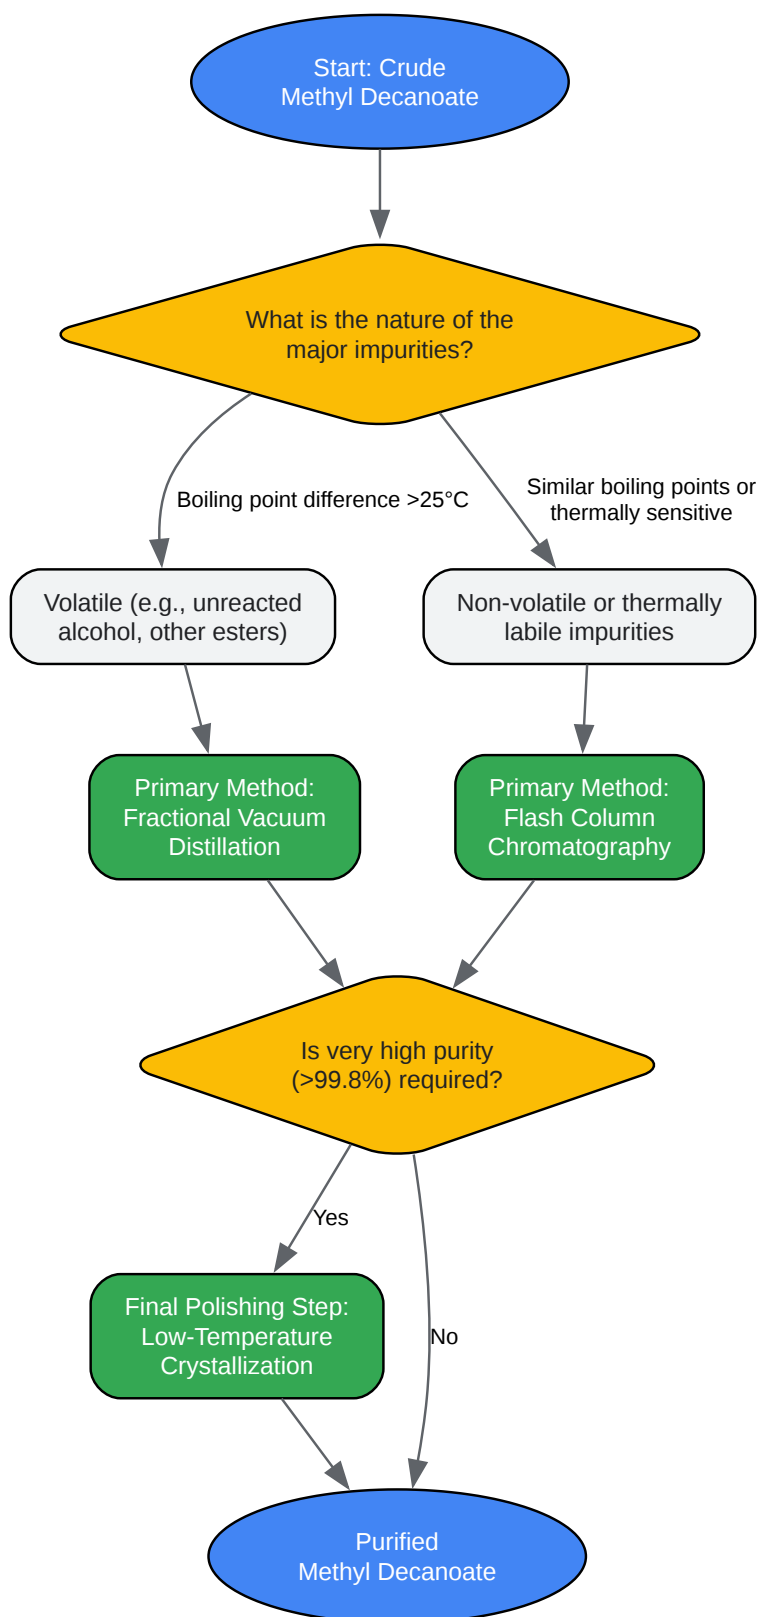 Start: Crude
Methyl Decanoate
What is the nature of the
major impurities?
Boiling point difference >25°C
Similar boiling points or
thermally sensitive
Volatile (e.g., unreacted
alcohol, other esters)
Non-volatile or thermally
labile impurities
Primary Method:
Fractional Vacuum
Distillation
Primary Method:
Flash Column
Chromatography
Is very high purity
(>99.8%) required?
Yes
No
Final Polishing Step:
Low-Temperature
Crystallization
Purified
Methyl Decanoate